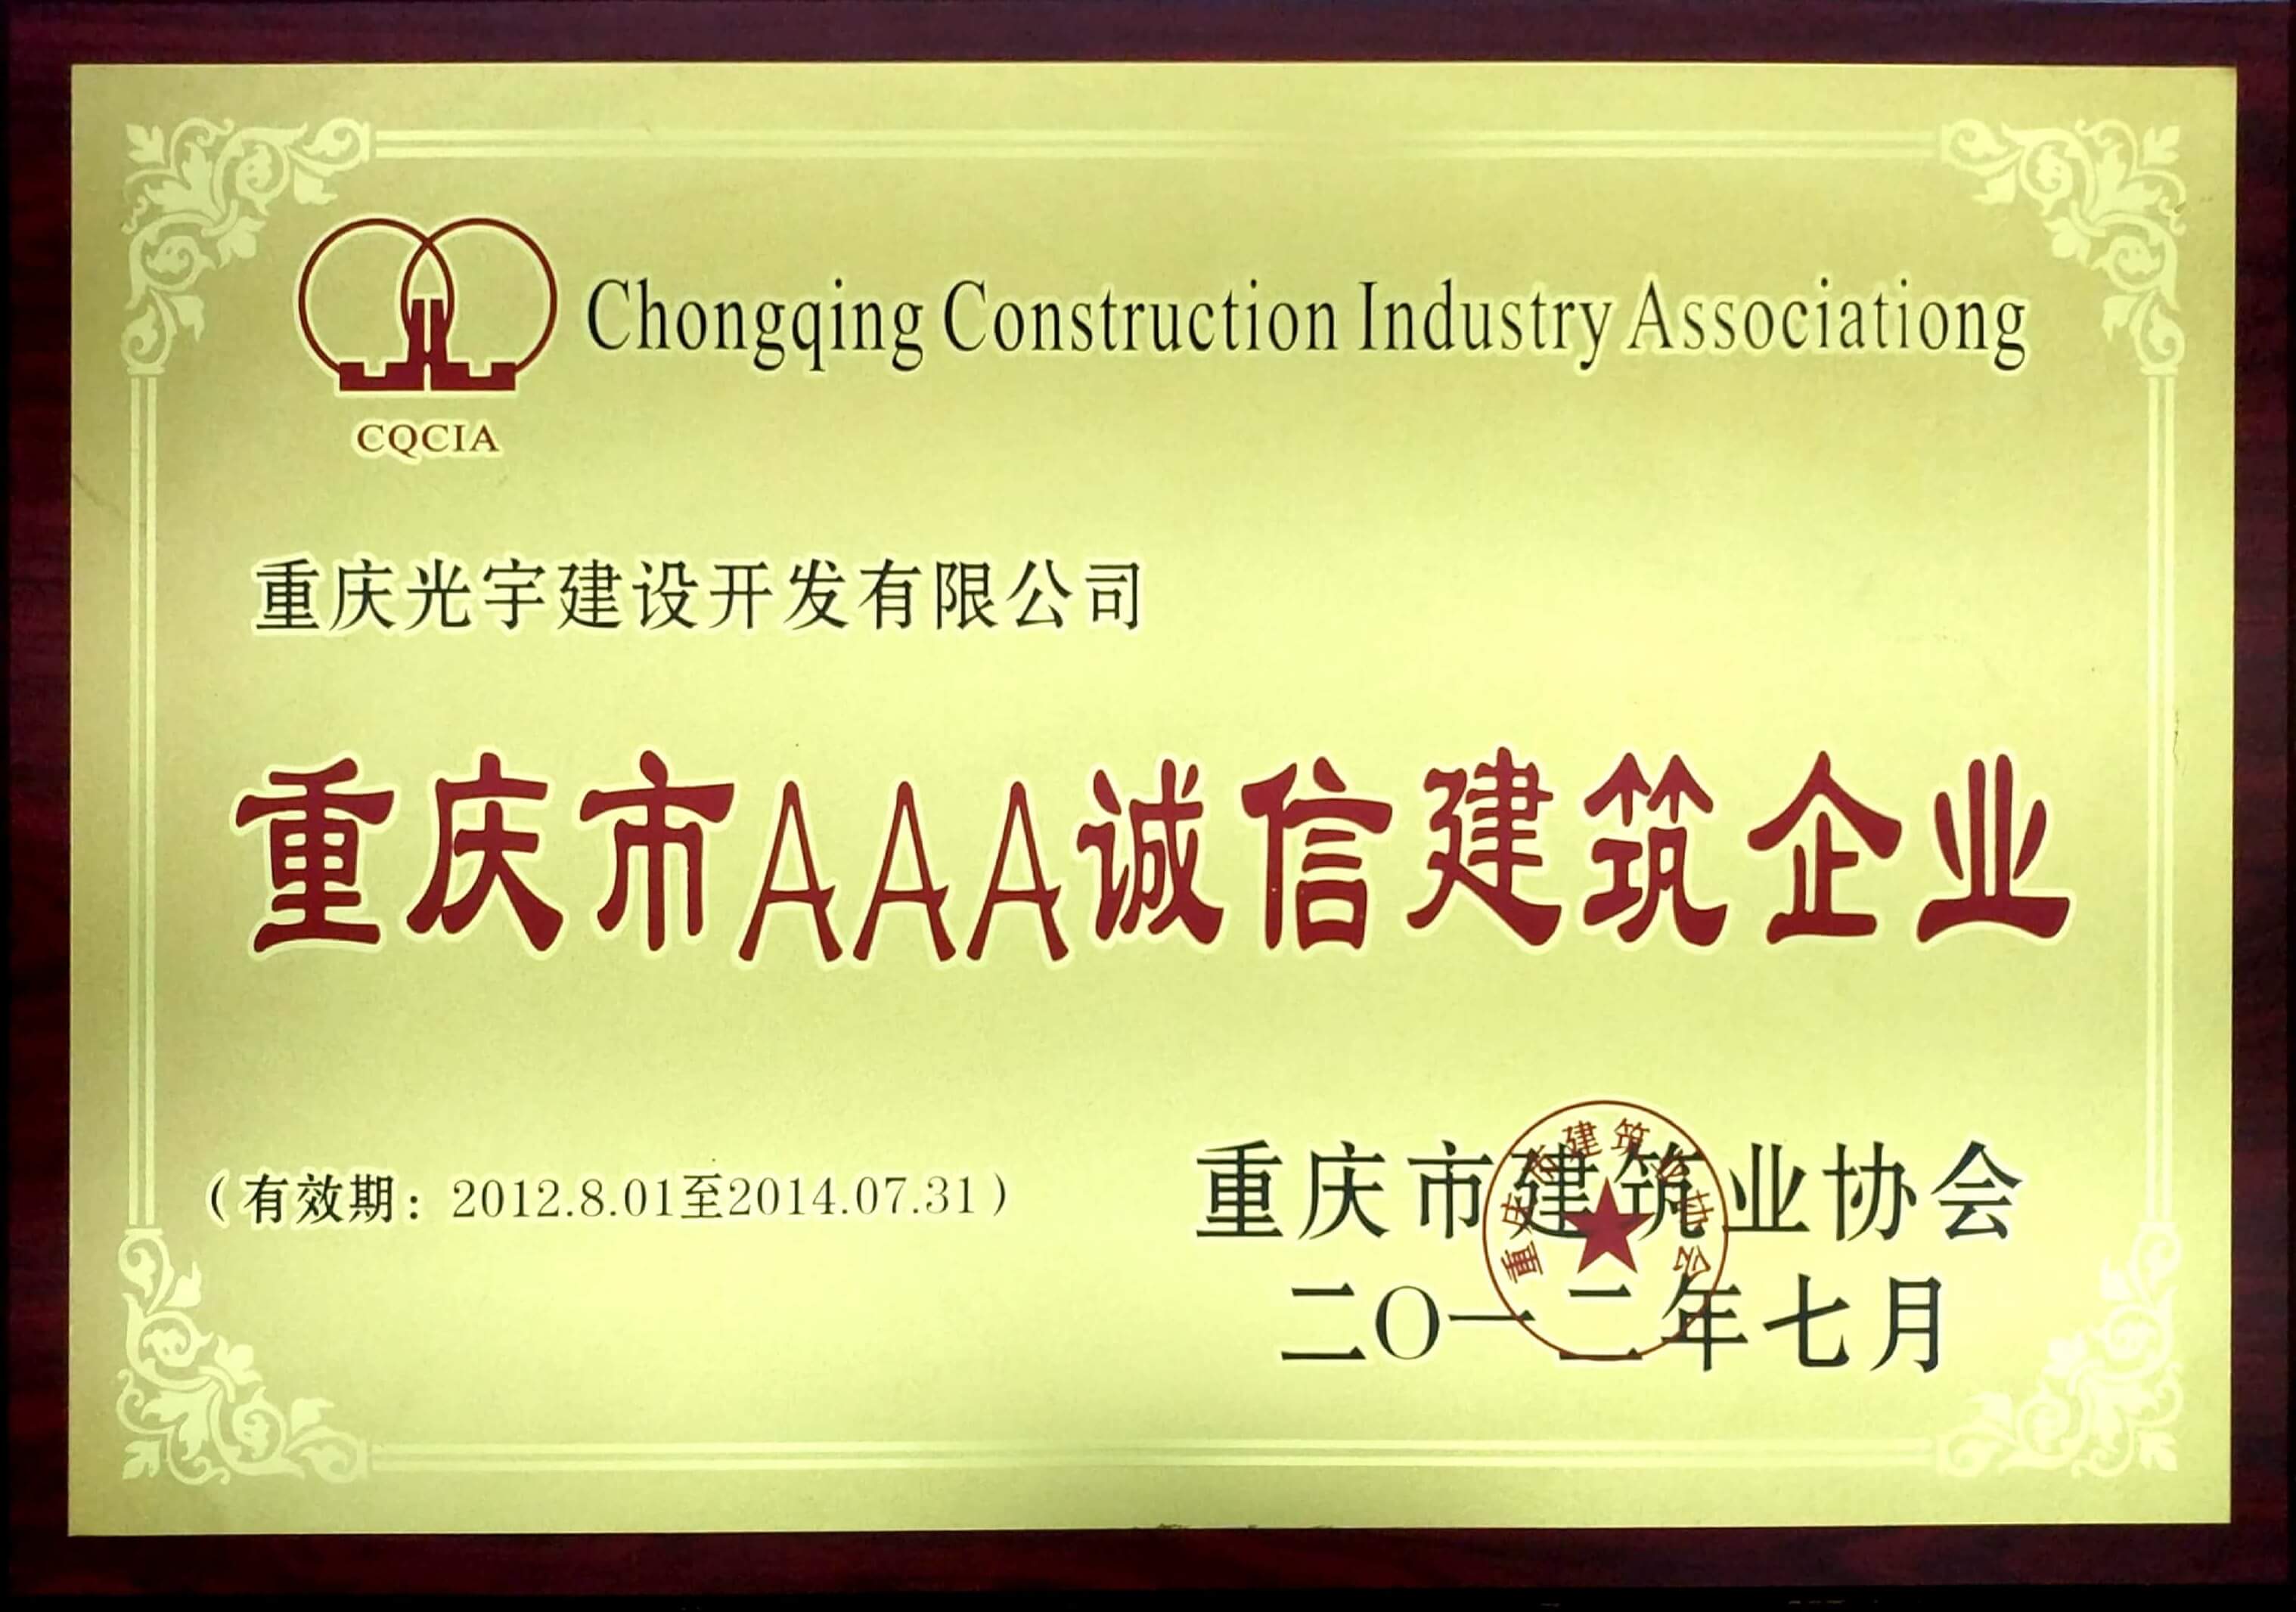 Chongqing Construction Industry Associationg
CQCIA
重庆光宇建设开发有限公司
重庆市AAA诚信建筑企业
（有效期：2012.8.01至2014.07.31）
重庆市建筑业协会
重庆市建筑业协会
二〇一二年七月